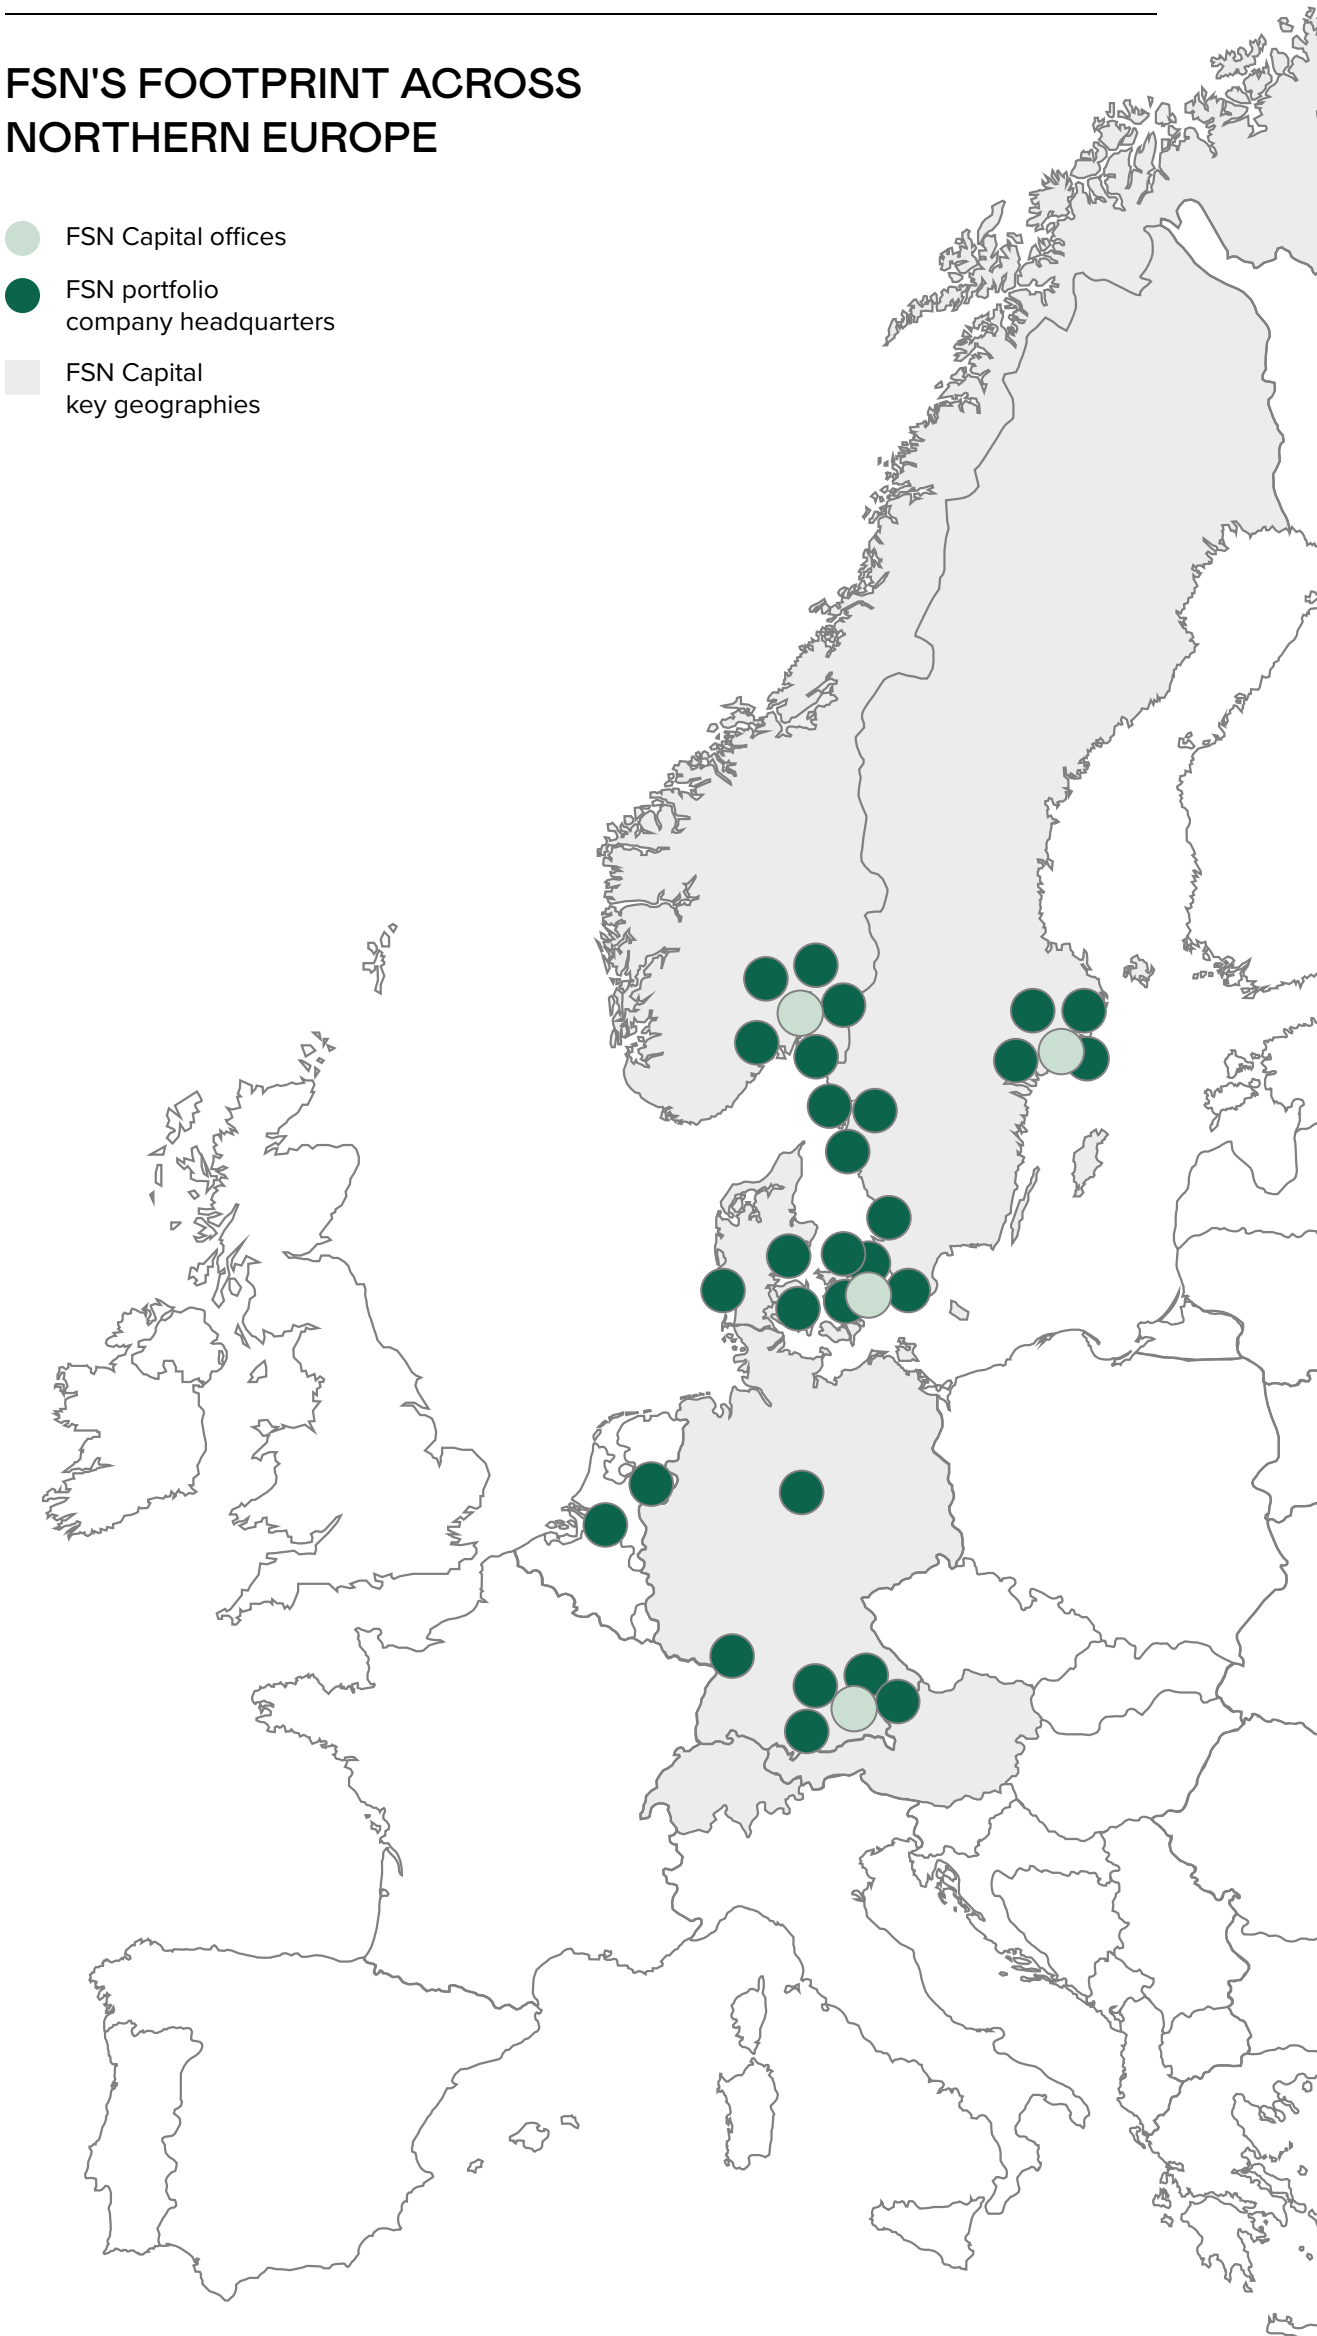 FSN'S FOOTPRINT ACROSS
NORTHERN EUROPE
FSN Capital offices
FSN portfolio
company headquarters
FSN Capital
key geographies